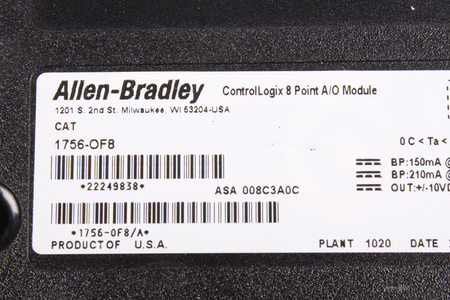 Allen-Bradley ControlLogix 8 Point A/O Module
1201 S. 2nd St. Milwaukee, WI 53204-USA
CAT
1756-OF8
0 C < Ta <
BP:150mA @
BP:210mA @
OUT:+/-10VD
*22249838*
ASA 008C3A0C
*1756-OF8/A*
PRODUCT OF U.S.A.
PLANT 1020 DATE